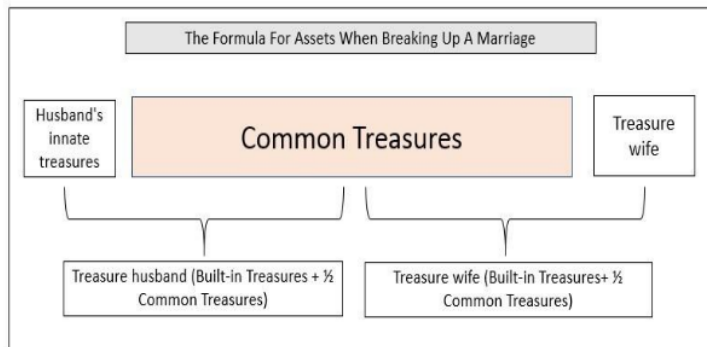 The Formula For Assets When Breaking Up A Marriage
Husband's
innate
treasures
Common Treasures
Treasure
wife
Treasure husband (Built-in Treasures + ½
Common Treasures)
Treasure wife (Built-in Treasures+ ½
Common Treasures)